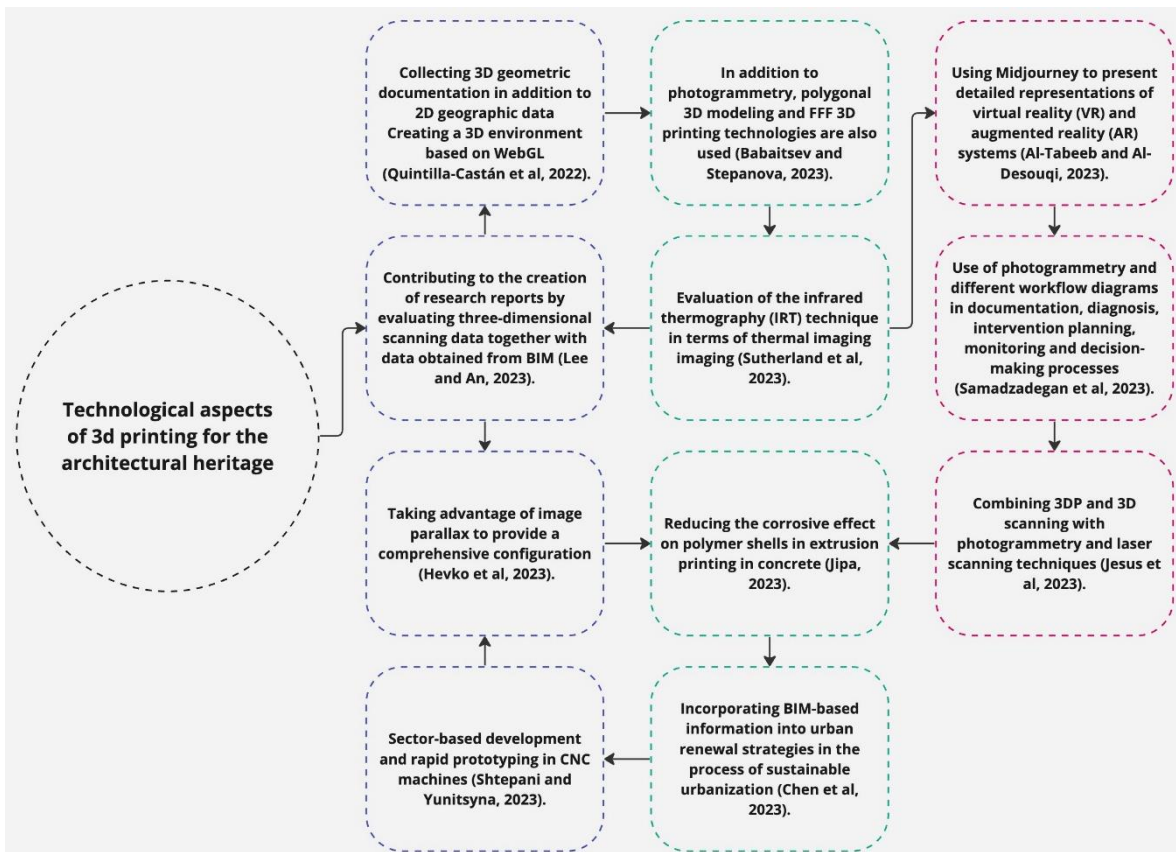 Technological aspects
of 3d printing for the
architectural heritage
Collecting 3D geometric
documentation in addition to
2D geographic data
Creating a 3D environment
based on WebGL
(Quintilla-Castán et al, 2022).
In addition to
photogrammetry, polygonal
3D modeling and FFF 3D
printing technologies are also
used (Babaitsev and
Stepanova, 2023).
Using Midjourney to present
detailed representations of
virtual reality (VR) and
augmented reality (AR)
systems (Al-Tabeeb and Al-
Desouqi, 2023).
Contributing to the creation
of research reports by
evaluating three-dimensional
scanning data together with
data obtained from BIM (Lee
and An, 2023).
Evaluation of the infrared
thermography (IRT) technique
in terms of thermal imaging
imaging (Sutherland et al,
2023).
Use of photogrammetry and
different workflow diagrams
in documentation, diagnosis,
intervention planning,
monitoring and decision-
making processes
(Samadzadegan et al, 2023).
Taking advantage of image
parallax to provide a
comprehensive configuration
(Hevko et al, 2023).
Reducing the corrosive effect
on polymer shells in extrusion
printing in concrete (Jipa,
2023).
Combining 3DP and 3D
scanning with
photogrammetry and laser
scanning techniques (Jesus et
al, 2023).
Sector-based development
and rapid prototyping in CNC
machines (Shtepani and
Yunitsyna, 2023).
Incorporating BIM-based
information into urban
renewal strategies in the
process of sustainable
urbanization (Chen et al,
2023).